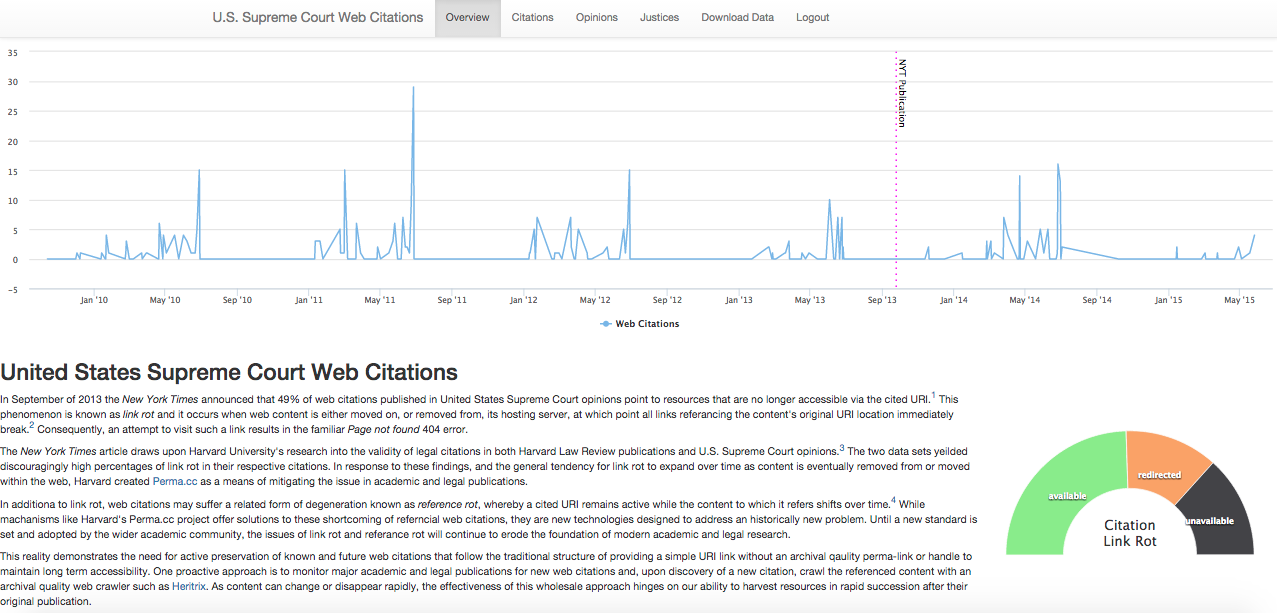 U.S. Supreme Court Web Citations Overview Citations Opinions Justices Download Data Logout
35
30
25
20
15
10
5
0
-5
NYT Publication
Jan '10 May '10 Sep '10 Jan '11 May '11 Sep '11 Jan '12 May '12 Sep '12 Jan '13 May '13 Sep '13 Jan '14 May '14 Sep '14 Jan '15 May '15
Web Citations
United States Supreme Court Web Citations
In September of 2013 the New York Times announced that 49% of web citations published in United States Supreme Court opinions point to resources that are no longer accessible via the cited URI.1 This
phenomenon is known as link rot and it occurs when web content is either moved on, or removed from, its hosting server, at which point all links referancing the content's original URI location immediately
break.2 Consequently, an attempt to visit such a link results in the familiar Page not found 404 error.
The New York Times article draws upon Harvard University's research into the validity of legal citations in both Harvard Law Review publications and U.S. Supreme Court opinions.3 The two data sets yeilded
discouragingly high percentages of link rot in their respective citations. In response to these findings, and the general tendency for link rot to expand over time as content is eventually removed from or moved
within the web, Harvard created Perma.cc as a means of mitigating the issue in academic and legal publications.
In additiona to link rot, web citations may suffer a related form of degeneration known as reference rot, whereby a cited URI remains active while the content to which it refers shifts over time.4 While
machanisms like Harvard's Perma.cc project offer solutions to these shortcoming of referncial web citations, they are new technologies designed to address an historically new problem. Until a new standard is
set and adopted by the wider academic community, the issues of link rot and referance rot will continue to erode the foundation of modern academic and legal research.
This reality demonstrates the need for active preservation of known and future web citations that follow the traditional structure of providing a simple URI link without an archival qaulity perma-link or handle to
maintain long term accessibility. One proactive approach is to monitor major academic and legal publications for new web citations and, upon discovery of a new citation, crawl the referenced content with an
archival quality web crawler such as Heritrix. As content can change or disappear rapidly, the effectiveness of this wholesale approach hinges on our ability to harvest resources in rapid succession after their
original publication.
available
redirected
unavailable
Citation
Link Rot